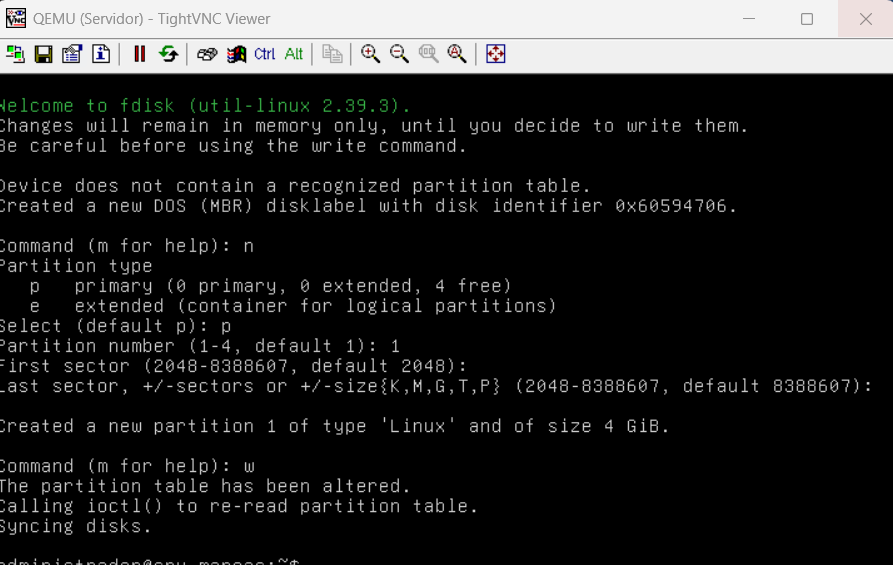 QEMU (Servidor) - TightVNC Viewer
Ctrl Alt
Welcome to fdisk (util-linux 2.39.3).
Changes will remain in memory only, until you decide to write them.
Be careful before using the write command.
Device does not contain a recognized partition table.
Created a new DOS (MBR) disklabel with disk identifier 0x60594706.
Command (m for help): n
Partition type
p primary (0 primary, 0 extended, 4 free)
e extended (container for logical partitions)
Select (default p): p
Partition number (1-4, default 1): 1
First sector (2048-8388607, default 2048):
Last sector, +/-sectors or +/-size{K,M,G,T,P} (2048-8388607, default 8388607):
Created a new partition 1 of type 'Linux' and of size 4 GiB.
Command (m for help): w
The partition table has been altered.
Calling ioctl() to re-read partition table.
Syncing disks.